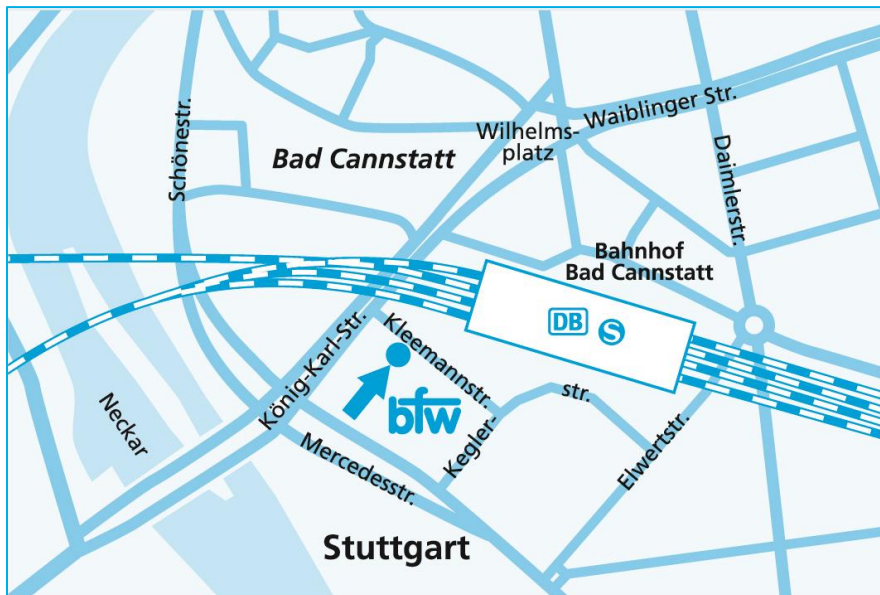 Schönestr.
Bad Cannstatt
Wilhelms-
platz
Waiblinger Str.
Daimlerstr.
Bahnhof
Bad Cannstatt
DB
S
König-Karl-Str.
Kleemannstr.
bfw
Kegler-
str.
Elwertstr.
Neckar
Mercedesstr.
Stuttgart